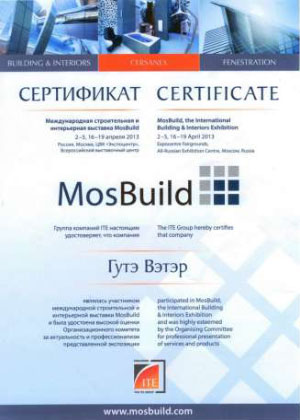 BUILDING & INTERIORS CERSANEX FENESTRATION
СЕРТИФИКАТ CERTIFICATE
Международная строительная и
интерьерная выставка MosBuild
2–5, 16–19 апреля 2013
Россия, Москва, ЦВК «Экспоцентр»,
Всероссийский выставочный центр
MosBuild, the International
Building & Interiors Exhibition
2–5, 16–19 April 2013
Expocentre Fairgrounds,
All-Russian Exhibition Centre, Moscow, Russia
MosBuild
Группа компаний ITE настоящим
удостоверяет, что компания
The ITE Group hereby certifies
that company
Гутэ Вэтэр
являлась участником
международной строительной и
интерьерной выставки MosBuild
и была удостоена высокой оценки
Организационного комитета
за актуальность и профессионализм
представленной экспозиции
participated in MosBuild,
the International Building
& Interiors Exhibition
and was highly esteemed
by the Organising Committee
for professional presentation
of services and products
ITE
www.mosbuild.com